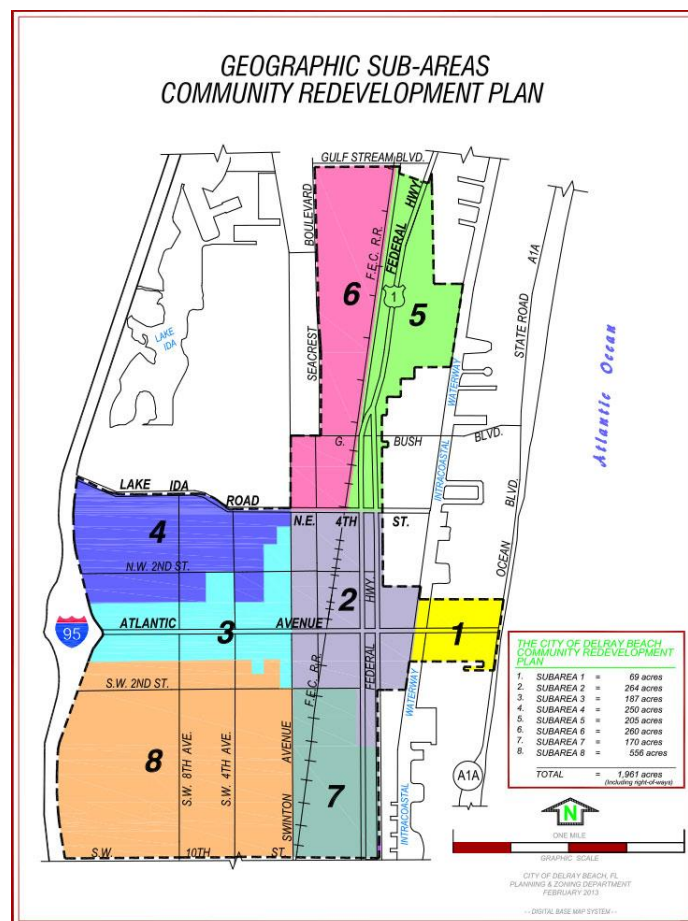 GEOGRAPHIC SUB-AREAS
COMMUNITY REDEVELOPMENT PLAN
GULF STREAM BLVD.
BOULEVARD
F.E.C. R.R.
FEDERAL HWY
A1A
6
1
5
LAKE
IDA
SEACREST
STATE ROAD
Atlantic Ocean
WATERWAY
G. BUSH BLVD.
INTRACOASTAL
LAKE IDA ROAD
N.E. 4TH ST.
4
N.W. 2ND ST.
OCEAN BLVD.
2
HWY
95
ATLANTIC AVENUE
3
1
F.E.C. R.R.
FEDERAL
S.W. 2ND ST.
WATERWAY
8
S.W. 8TH AVE.
S.W. 4TH AVE.
SWINTON AVENUE
7
A1A
INTRACOASTAL
S.W. 10TH ST.
THE CITY OF DELRAY BEACH
COMMUNITY REDEVELOPMENT
PLAN
1. SUBAREA 1 = 69 acres
2. SUBAREA 2 = 264 acres
3. SUBAREA 3 = 187 acres
4. SUBAREA 4 = 250 acres
5. SUBAREA 5 = 205 acres
6. SUBAREA 6 = 260 acres
7. SUBAREA 7 = 170 acres
8. SUBAREA 8 = 556 acres
TOTAL = 1,961 acres
(Including right-of-ways)
N
ONE MILE
GRAPHIC SCALE
CITY OF DELRAY BEACH, FL
PLANNING & ZONING DEPARTMENT
FEBRUARY 2013
-- DIGITAL BASE MAP SYSTEM --